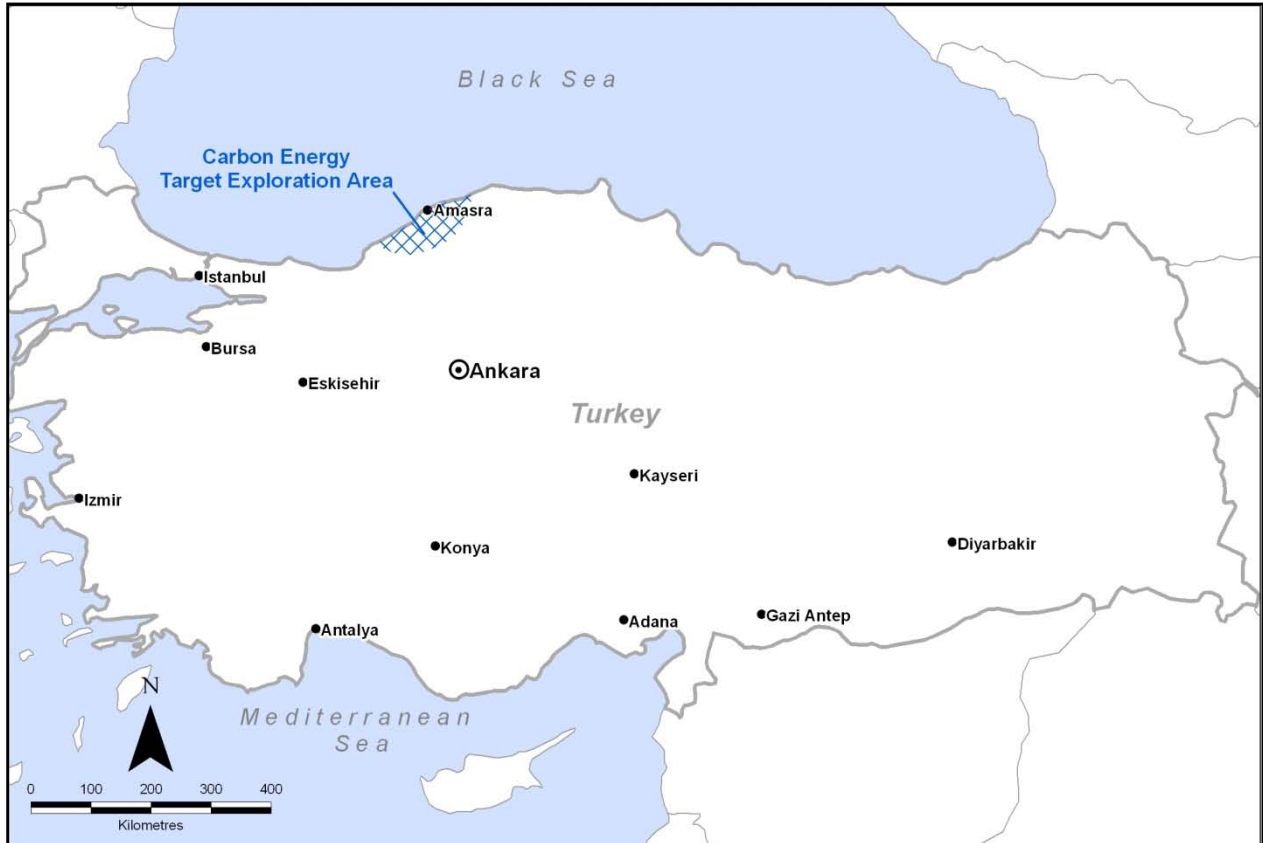 Black Sea
Carbon Energy
Target Exploration Area
Amasra
Istanbul
Bursa
Ankara
Eskisehir
Turkey
Kayseri
Izmir
Konya
Diyarbakir
Gazi Antep
Adana
Antalya
N
Mediterranean
Sea
0 100 200 300 400
Kilometres